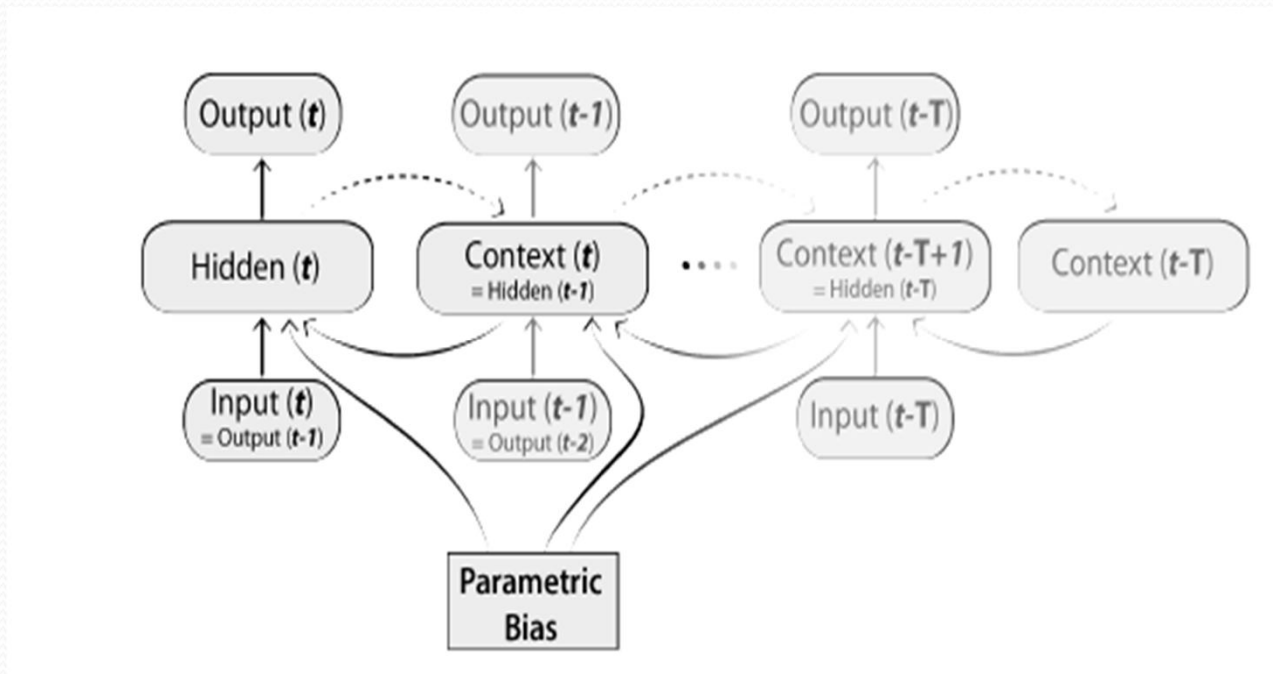 Output (t)
Output (t-1)
Output (t-T)
Hidden (t)
Context (t)
= Hidden (t-1)
Context (t-T+1)
= Hidden (t-T)
Context (t-T)
Input (t)
= Output (t-1)
Input (t-1)
= Output (t-2)
Input (t-T)
Parametric
Bias